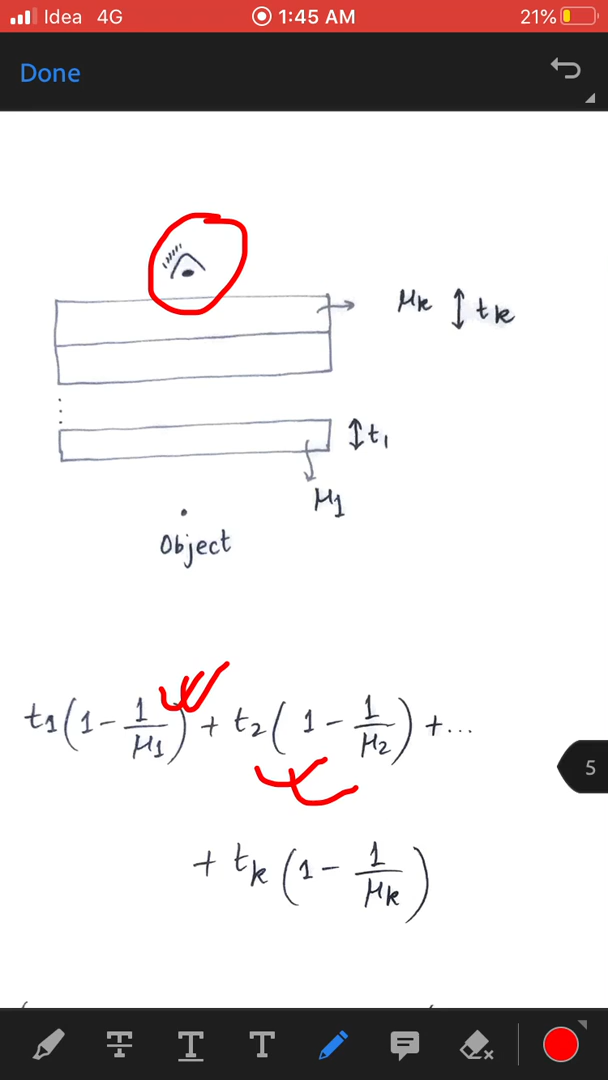 Idea 4G 1:45 AM 21%
Done
μk ↕ tk
↕ t1
μ1
Object
t1(1 - 1/μ1) + t2(1 - 1/μ2) + ...
+ tk(1 - 1/μk)
5
T T T